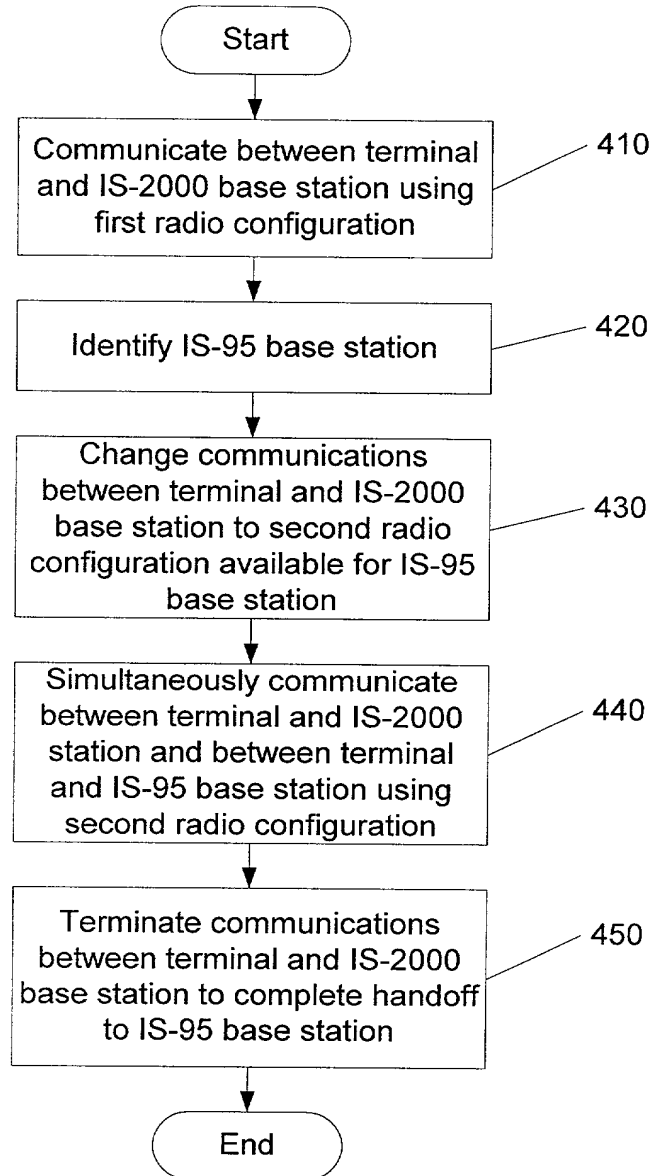 Start
Communicate between terminal
and IS-2000 base station using
first radio configuration
410
Identify IS-95 base station
420
Change communications
between terminal and IS-2000
base station to second radio
configuration available for IS-95
base station
430
Simultaneously communicate
between terminal and IS-2000
station and between terminal
and IS-95 base station using
second radio configuration
440
Terminate communications
between terminal and IS-2000
base station to complete handoff
to IS-95 base station
450
End